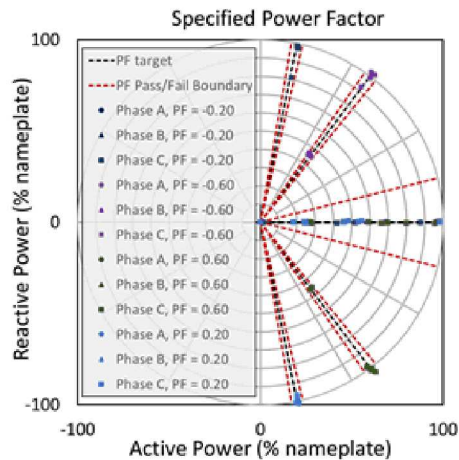 Specified Power Factor
100
PF target
PF Pass/Fail Boundary
Phase A, PF = -0.20
Phase B, PF = -0.20
Phase C, PF = -0.20
Phase A, PF = -0.60
Phase B, PF = -0.60
Phase C, PF = -0.60
Phase A, PF = 0.60
Phase B, PF = 0.60
Phase C, PF = 0.60
Phase A, PF = 0.20
Phase B, PF = 0.20
Phase C, PF = 0.20
0
-100
Reactive Power (% nameplate)
-100 0 100
Active Power (% nameplate)